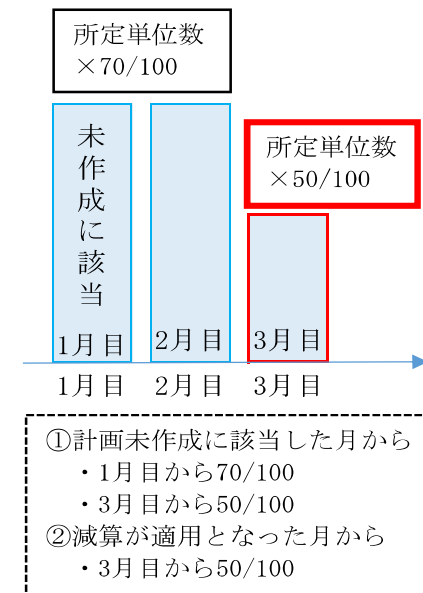 所定単位数
×70/100
未作成に該当
所定単位数
×50/100
1月目
2月目
3月目
1月目
2月目
3月目
①計画未作成に該当した月から
・1月目から70/100
・3月目から50/100
②減算が適用となった月から
・3月目から50/100